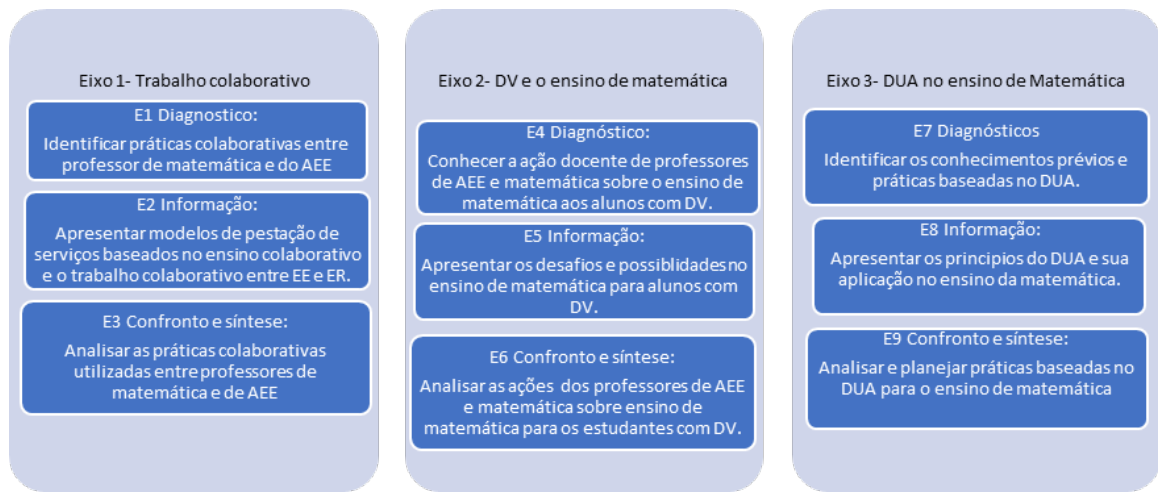 Eixo 1- Trabalho colaborativo
E1 Diagnostico:
Identificar práticas colaborativas entre
professor de matemática e do AEE
E2 Informação:
Apresentar modelos de pestação de
serviços baseados no ensino colaborativo
e o trabalho colaborativo entre EE e ER.
E3 Confronto e síntese:
Analisar as práticas colaborativas
utilizadas entre professores de
matemática e de AEE
Eixo 2- DV e o ensino de matemática
E4 Diagnóstico:
Conhecer a ação docente de professores
de AEE e matemática sobre o ensino de
matemática aos alunos com DV.
E5 Informação:
Apresentar os desafios e possiblidades no
ensino de matemática para alunos com
DV.
E6 Confronto e síntese:
Analisar as ações dos professores de AEE
e matemática sobre ensino de
matemática para os estudantes com DV.
Eixo 3- DUA no ensino de Matemática
E7 Diagnósticos
Identificar os conhecimentos prévios e
práticas baseadas no DUA.
E8 Informação:
Apresentar os principios do DUA e sua
aplicação no ensino da matemática.
E9 Confronto e síntese:
Analisar e planejar práticas baseadas no
DUA para o ensino de matemática